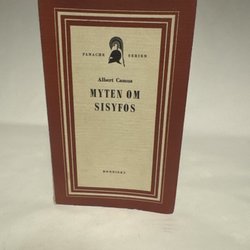 PANACHE SERIEN
Albert Camus
MYTEN OM
SISYFOS
BONNIERS